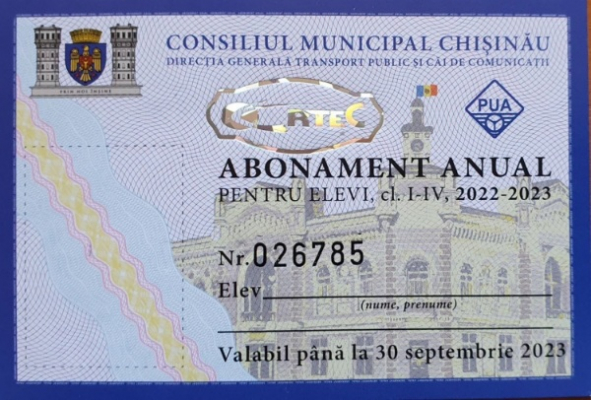 CONSILIUL MUNICIPAL CHIȘINĂU
DIRECȚIA GENERALĂ TRANSPORT PUBLIC ȘI CĂI DE COMUNICAȚII
PUA
ABONAMENT ANUAL
PENTRU ELEVI, cl. I-IV, 2022-2023
Nr.026785
Elev
(nume, prenume)
Valabil până la 30 septembrie 2023